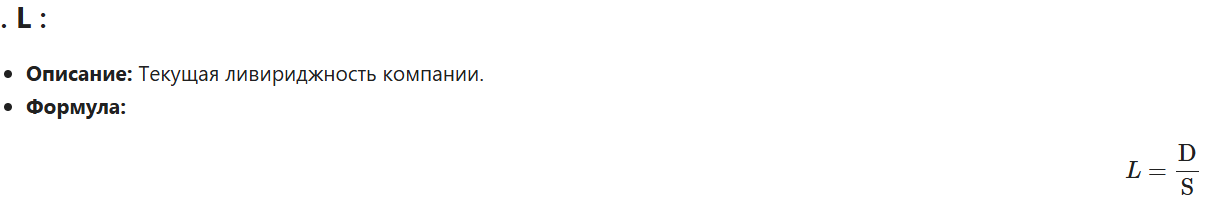 . L :
• Описание: Текущая ливириджность компании.
• Формула:
L = D / S